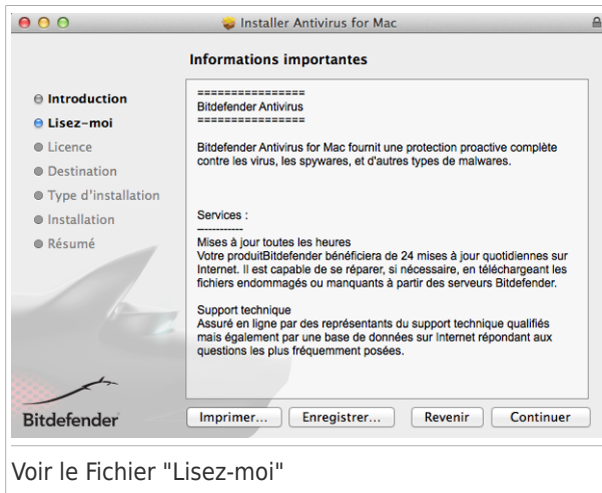 Installer Antivirus for Mac
Informations importantes
Introduction
Lisez-moi
Licence
Destination
Type d'installation
Installation
Résumé
================
Bitdefender Antivirus
================
Bitdefender Antivirus for Mac fournit une protection proactive complète
contre les virus, les spywares, et d'autres types de malwares.
Services :
-----------
Mises à jour toutes les heures
Votre produitBitdefender bénéficiera de 24 mises à jour quotidiennes sur
Internet. Il est capable de se réparer, si nécessaire, en téléchargeant les
fichiers endommagés ou manquants à partir des serveurs Bitdefender.
Support technique
Assuré en ligne par des représentants du support technique qualifiés
mais également par une base de données sur Internet répondant aux
questions les plus fréquemment posées.
Bitdefender
Imprimer... Enregistrer... Revenir Continuer
Voir le Fichier "Lisez-moi"